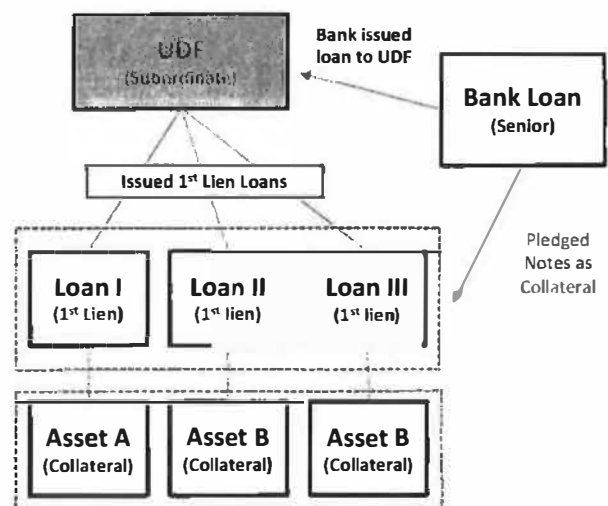 UDF
(Subordinate)
Bank issued
loan to UDF
Bank Loan
(Senior)
Issued 1st Lien Loans
Pledged
Notes as
Collateral
Loan I
(1st Lien)
Loan II
(1st lien)
Loan III
(1st lien)
Asset A
(Collateral)
Asset B
(Collateral)
Asset B
(Collateral)